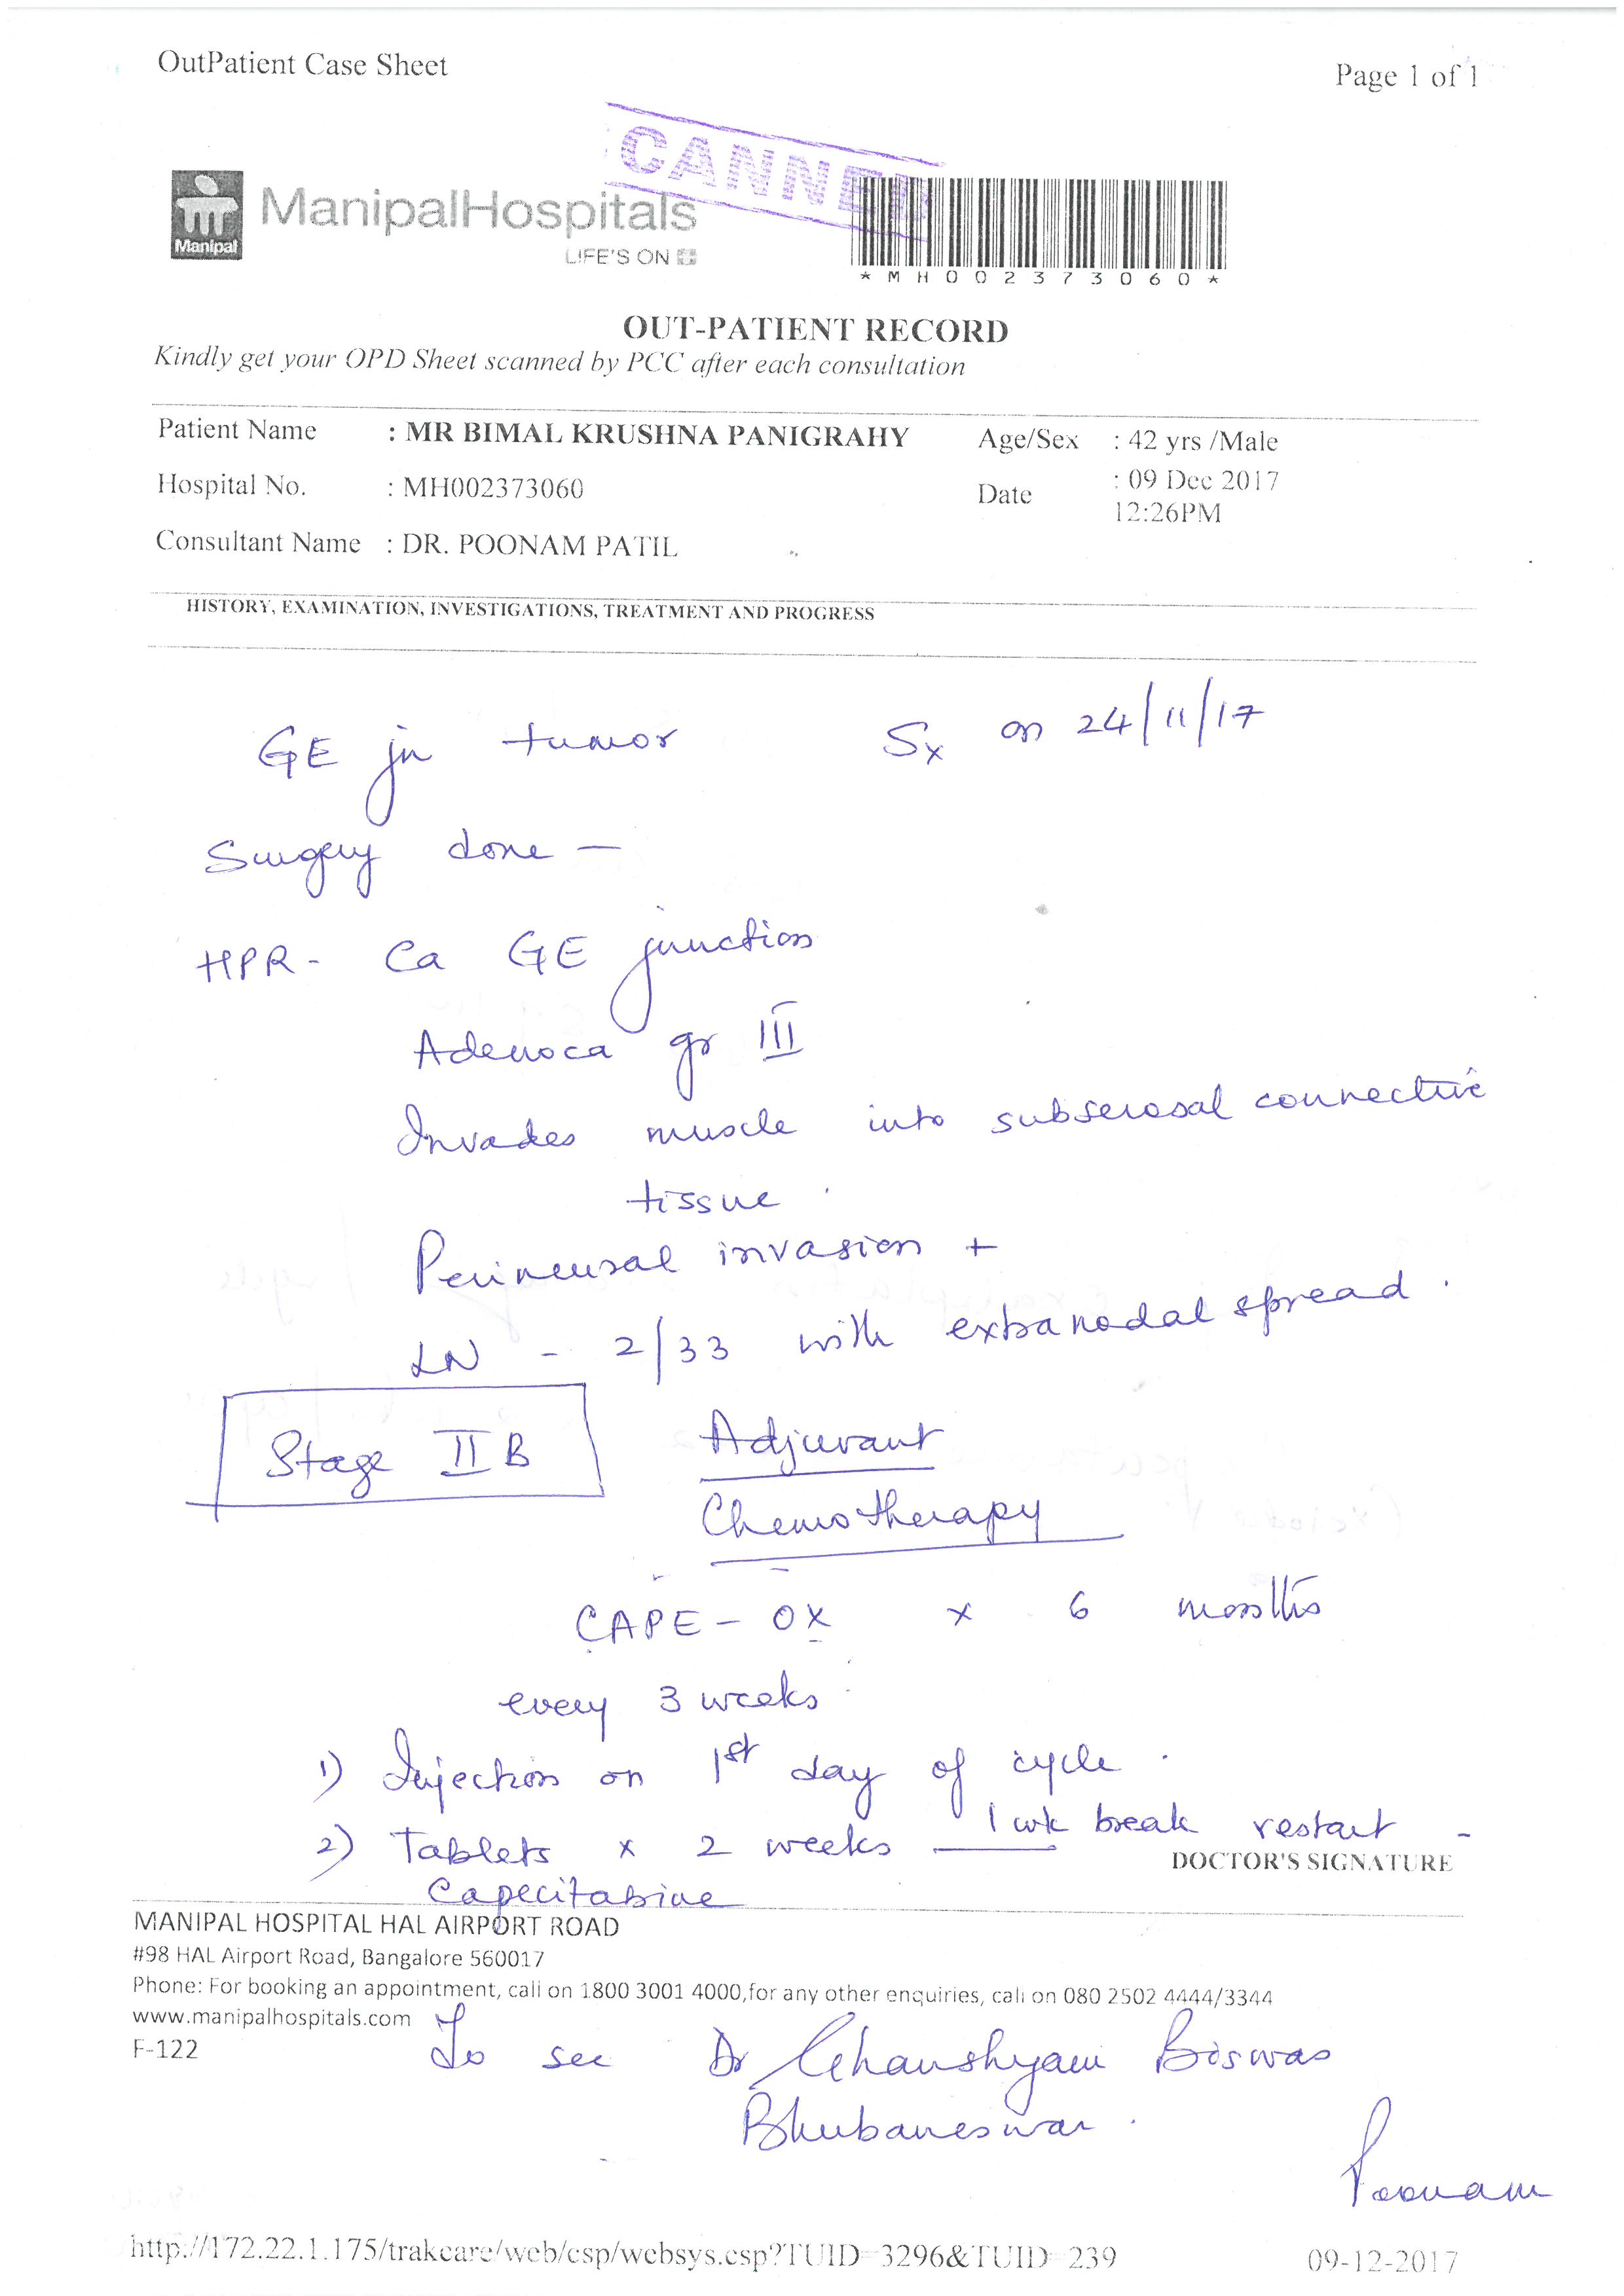 OutPatient Case Sheet
Page 1 of 1
CANNED
ManipalHospitals
Manipal
LIFE'S ON
* M H 0 0 2 3 7 3 0 6 0 *
OUT-PATIENT RECORD
Kindly get your OPD Sheet scanned by PCC after each consultation
Patient Name : MR BIMAL KRUSHNA PANIGRAHY Age/Sex : 42 yrs /Male
Hospital No. : MH002373060 Date : 09 Dec 2017
12:26PM
Consultant Name : DR. POONAM PATIL
HISTORY, EXAMINATION, INVESTIGATIONS, TREATMENT AND PROGRESS
GE jn tumor Sx on 24/11/17
Surgery done —
HPR - Ca GE junction
Adenoca gr III
Invades muscle into subserosal connective
tissue.
Perineural invasion +
LN - 2/33 with extranodal spread.
Stage II B
Adjuvant
Chemotherapy
CAPE - OX x 6 months
every 3 weeks
1) Injection on 1st day of cycle.
2) Tablets x 2 weeks — 1 wk break restart -
DOCTOR'S SIGNATURE
Capecitabine
MANIPAL HOSPITAL HAL AIRPORT ROAD
#98 HAL Airport Road, Bangalore 560017
Phone: For booking an appointment, call on 1800 3001 4000,for any other enquiries, call on 080 2502 4444/3344
www.manipalhospitals.com
F-122
To see Dr Ghanshyam Biswas
Bhubaneswar.
Poonam
http://172.22.1.175/trakcare/web/csp/websys.csp?TUID=3296&TUID=239
09-12-2017